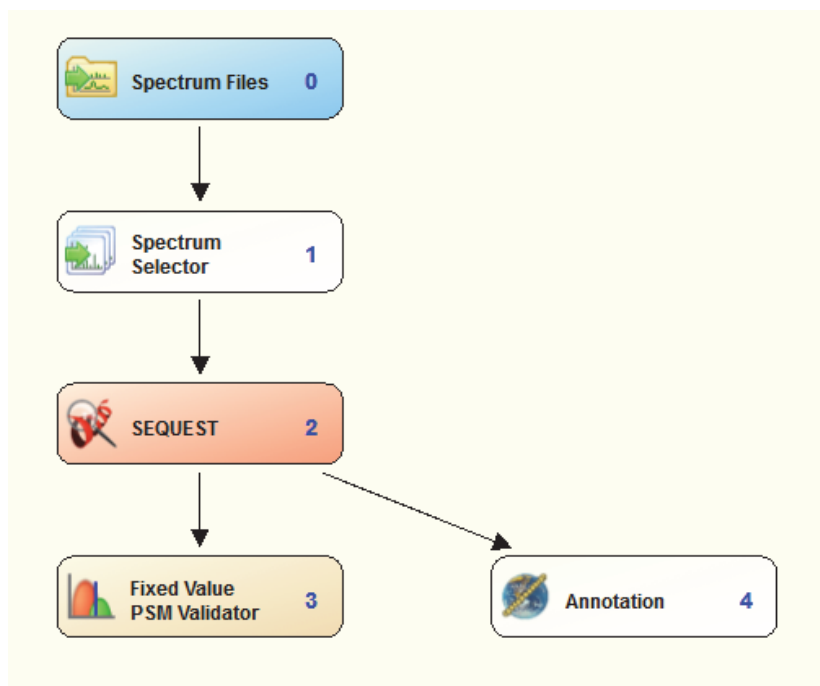 Spectrum Files 0
Spectrum
Selector 1
SEQUEST 2
Fixed Value
PSM Validator 3
Annotation 4